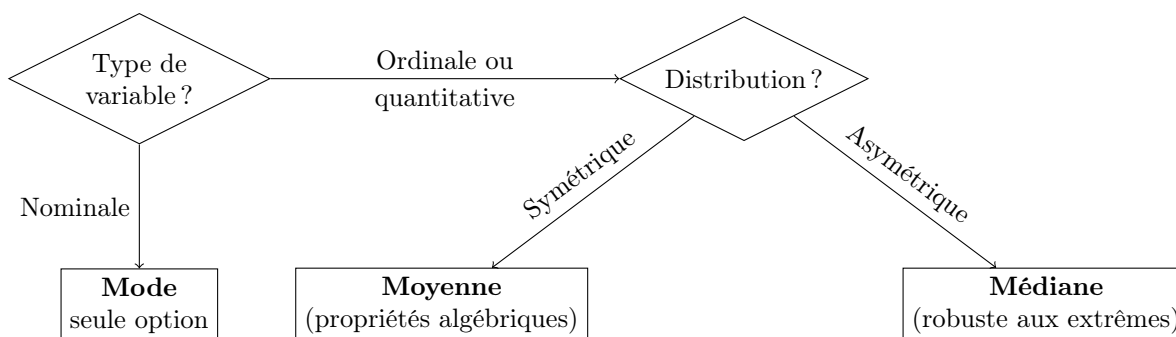 Type de
variable ?
Ordinale ou
quantitative
Distribution ?
Nominale
Symétrique
Asymétrique
Mode
seule option
Moyenne
(propriétés algébriques)
Médiane
(robuste aux extrêmes)